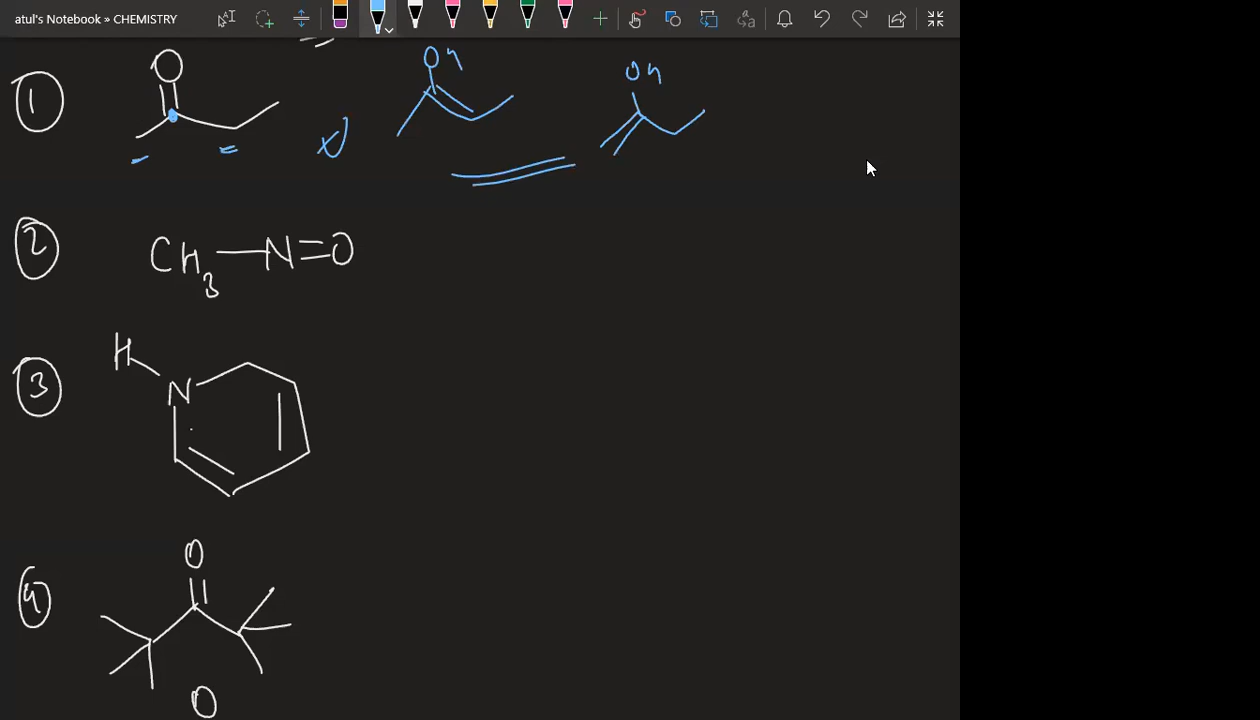 atul's Notebook » CHEMISTRY
1
O
OH
OH
2
CH3—N=O
3
H
N
4
O
O